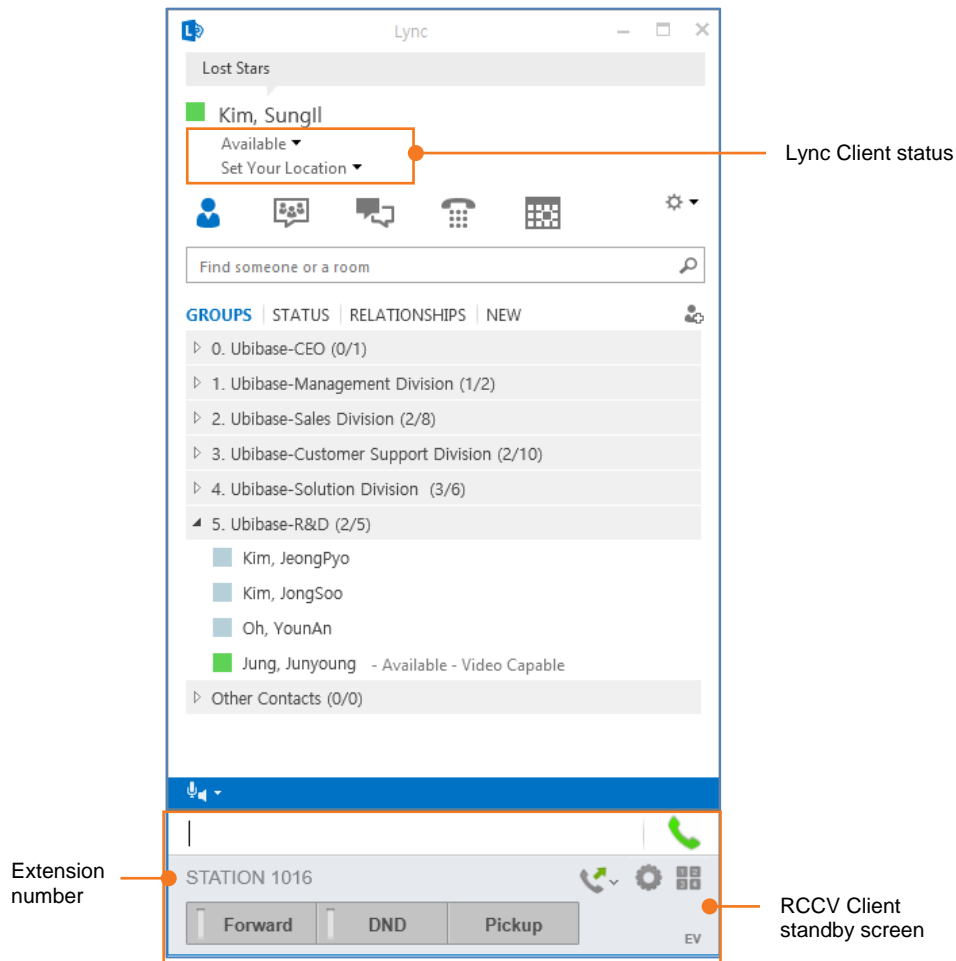 Lync
Lost Stars
Kim, SungIl
Available
Set Your Location
Lync Client status
Find someone or a room
GROUPS STATUS RELATIONSHIPS NEW
0. Ubibase-CEO (0/1)
1. Ubibase-Management Division (1/2)
2. Ubibase-Sales Division (2/8)
3. Ubibase-Customer Support Division (2/10)
4. Ubibase-Solution Division (3/6)
5. Ubibase-R&D (2/5)
Kim, JeongPyo
Kim, JongSoo
Oh, YounAn
Jung, Junyoung - Available - Video Capable
Other Contacts (0/0)
Extension
number
STATION 1016
1 2
3 4
Forward DND Pickup
EV
RCCV Client
standby screen